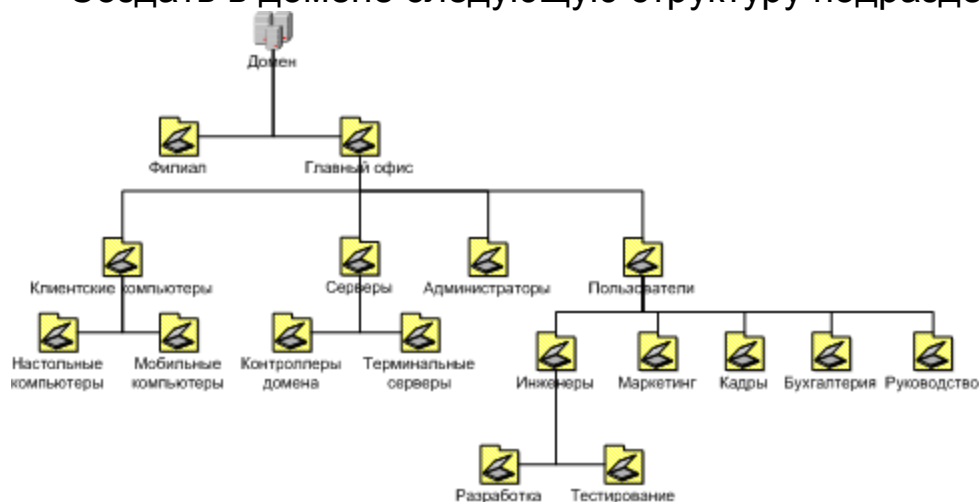 Создать в домене следующую структуру
Домен
Филиал
Главный офис
Клиентские компьютеры
Серверы
Администраторы
Пользователи
Настольные компьютеры
Мобильные компьютеры
Контроллеры домена
Терминальные серверы
Инженеры
Маркетинг
Кадры
Бухгалтерия
Руководство
Разработка
Тестирование